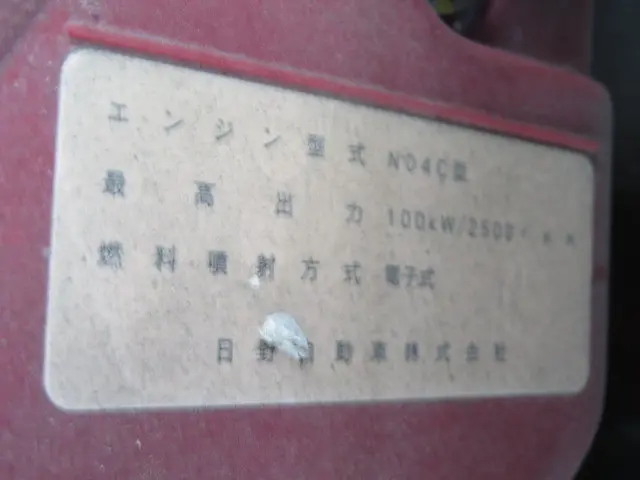 エンジン型式 N04C型
最高出力 100kW/2500rpm
燃料噴射方式 電子式
日野自動車株式会社